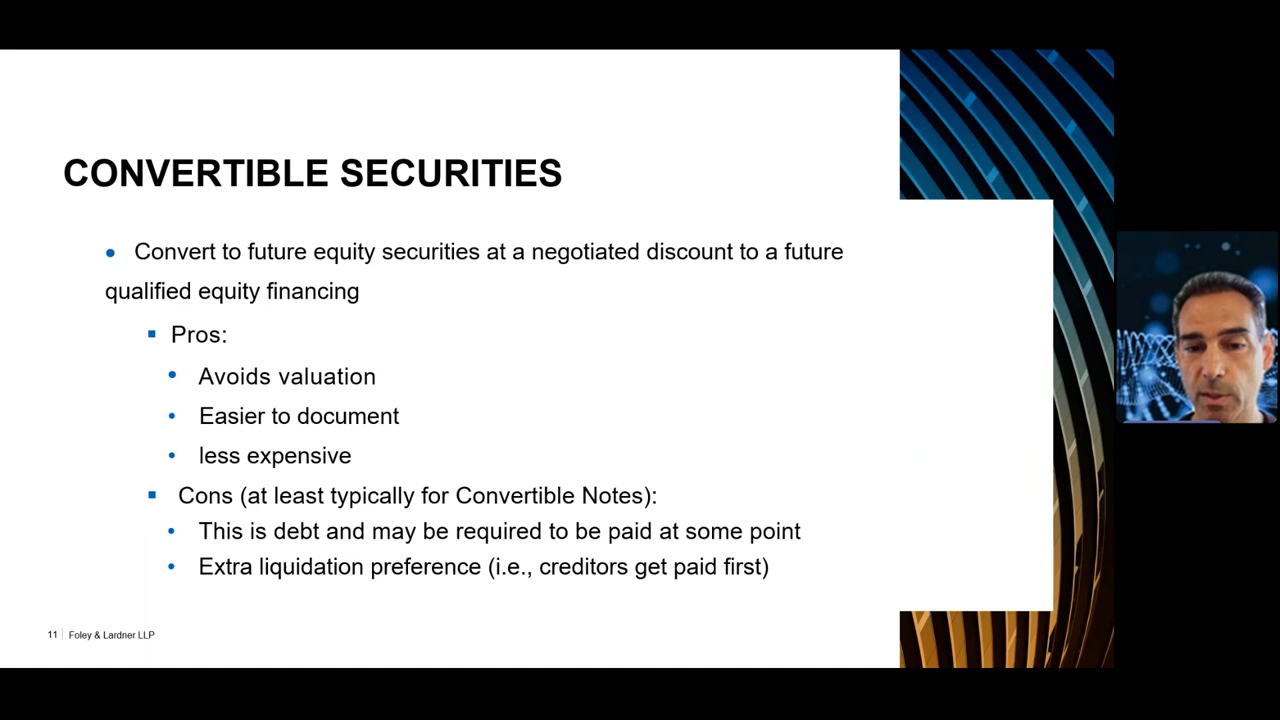 CONVERTIBLE SECURITIES
• Convert to future equity securities at a negotiated discount to a future
qualified equity financing
▪ Pros:
• Avoids valuation
• Easier to document
• less expensive
▪ Cons (at least typically for Convertible Notes):
• This is debt and may be required to be paid at some point
• Extra liquidation preference (i.e., creditors get paid first)
11 | Foley & Lardner LLP